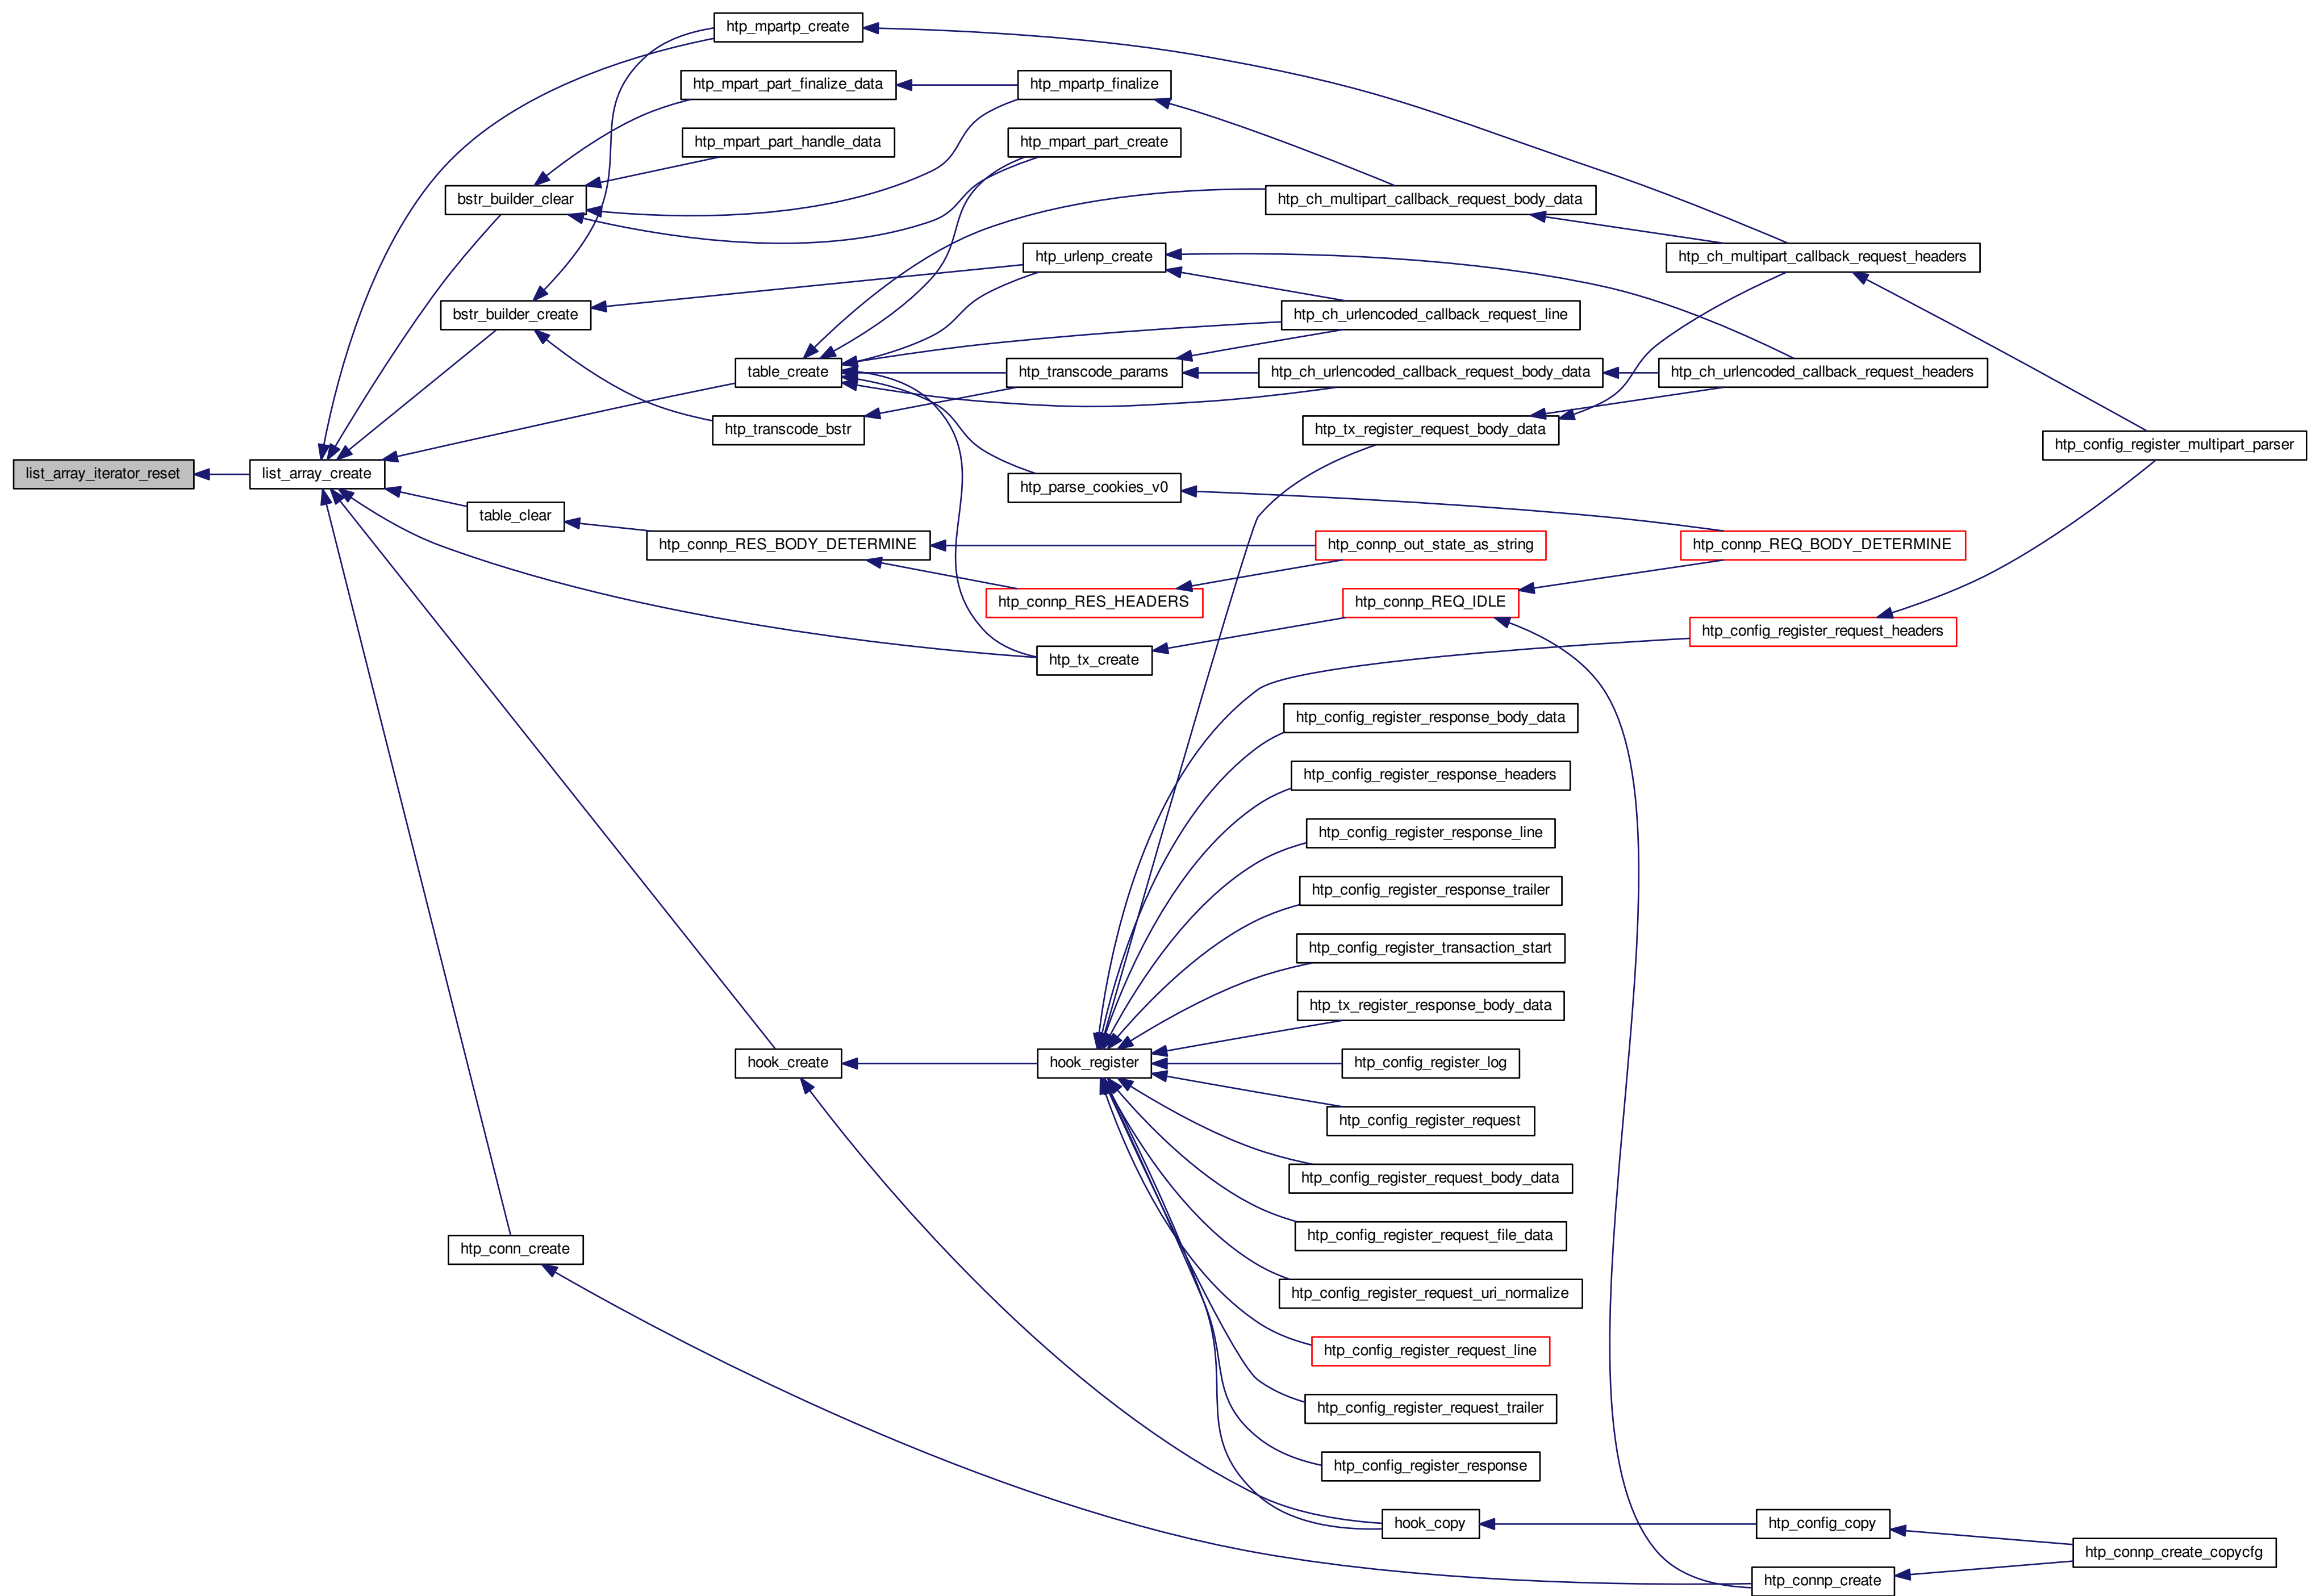 htp_mpartp_create
htp_mpart_part_finalize_data
htp_mpartp_finalize
htp_mpart_part_handle_data
htp_mpart_part_create
bstr_builder_clear
htp_ch_multipart_callback_request_body_data
htp_urlenp_create
htp_ch_multipart_callback_request_headers
bstr_builder_create
htp_ch_urlencoded_callback_request_line
table_create
htp_transcode_params
htp_ch_urlencoded_callback_request_body_data
htp_ch_urlencoded_callback_request_headers
htp_transcode_bstr
htp_tx_register_request_body_data
htp_config_register_multipart_parser
list_array_iterator_reset
list_array_create
htp_parse_cookies_v0
table_clear
htp_connp_RES_BODY_DETERMINE
htp_connp_out_state_as_string
htp_connp_REQ_BODY_DETERMINE
htp_connp_RES_HEADERS
htp_connp_REQ_IDLE
htp_config_register_request_headers
htp_tx_create
htp_config_register_response_body_data
htp_config_register_response_headers
htp_config_register_response_line
htp_config_register_response_trailer
htp_config_register_transaction_start
htp_tx_register_response_body_data
hook_create
hook_register
htp_config_register_log
htp_config_register_request
htp_config_register_request_body_data
htp_config_register_request_file_data
htp_conn_create
htp_config_register_request_uri_normalize
htp_config_register_request_line
htp_config_register_request_trailer
htp_config_register_response
hook_copy
htp_config_copy
htp_connp_create_copycfg
htp_connp_create